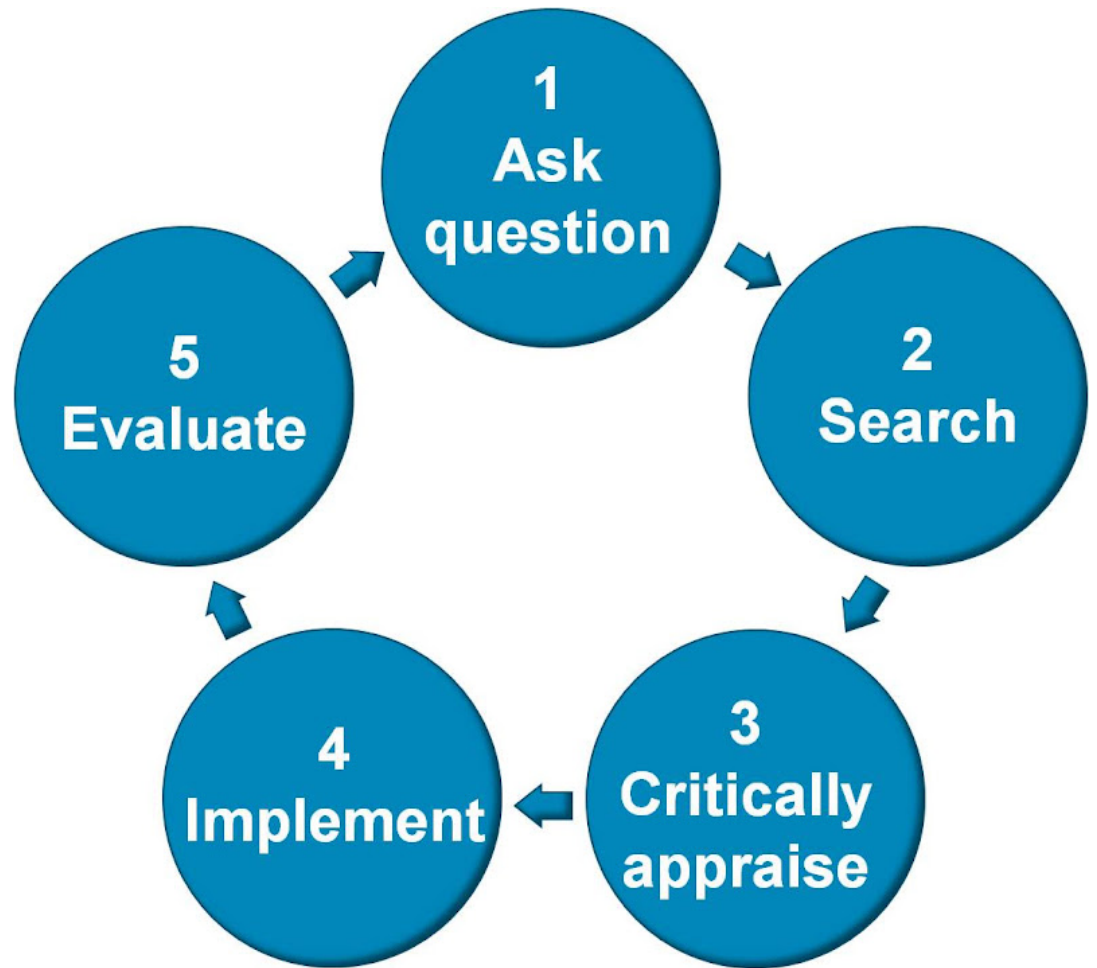 1
Ask
question
2
Search
3
Critically
appraise
4
Implement
5
Evaluate